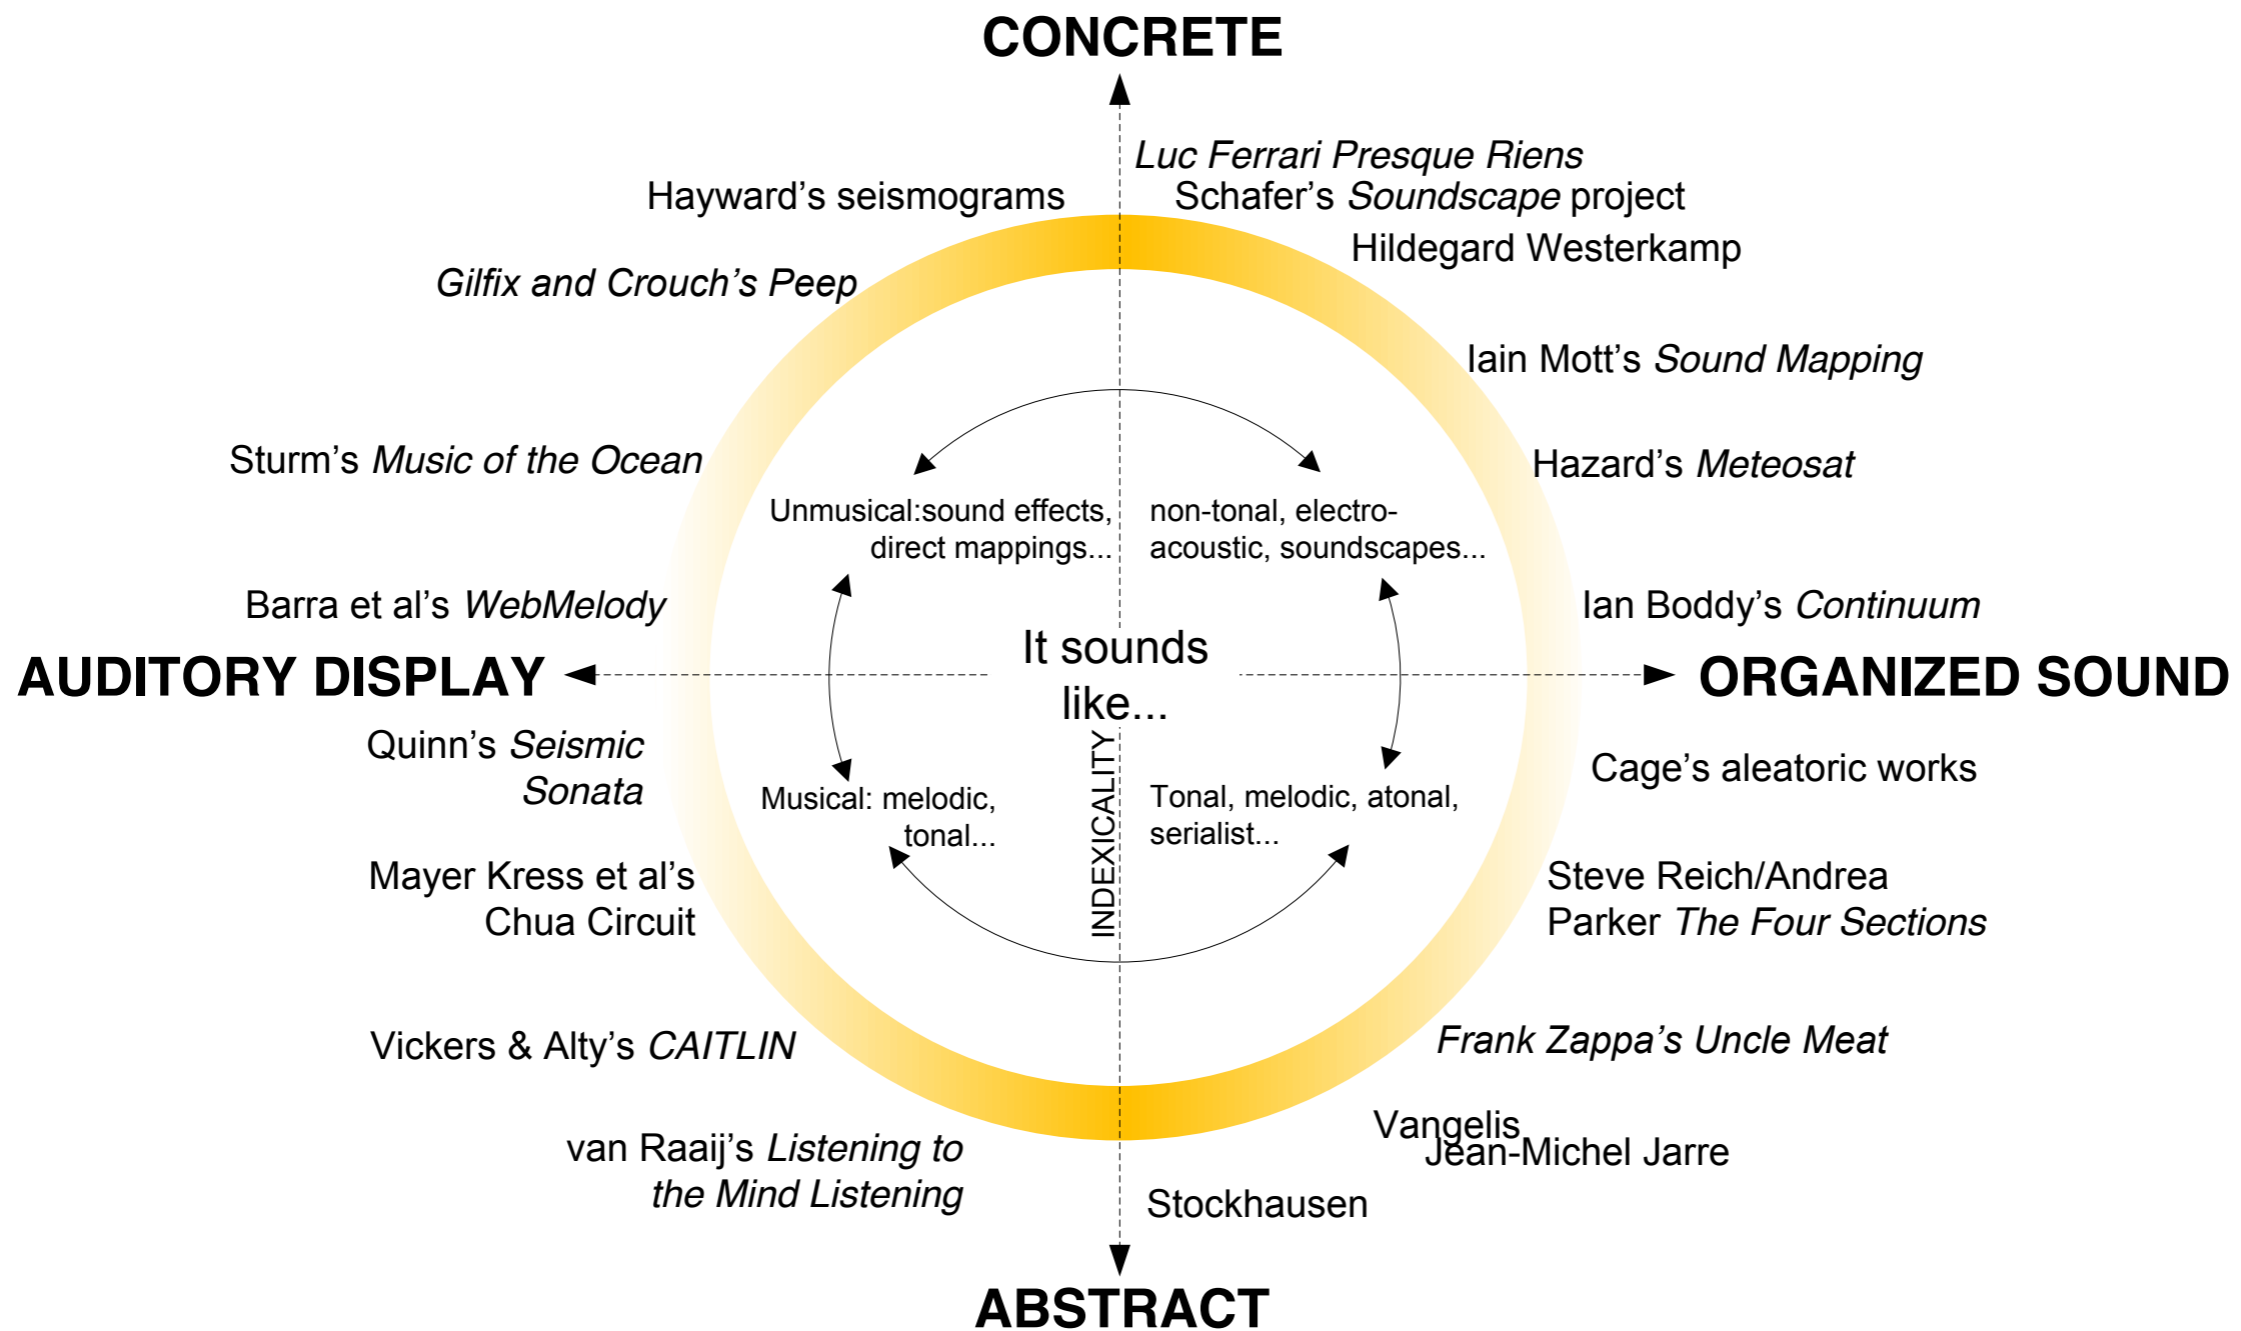 CONCRETE
Luc Ferrari Presque Riens
Hayward’s seismograms
Schafer’s Soundscape project
Hildegard Westerkamp
Gilfix and Crouch’s Peep
Iain Mott’s Sound Mapping
Sturm’s Music of the Ocean
Hazard’s Meteosat
Unmusical:sound effects,
direct mappings...
non-tonal, electro-
acoustic, soundscapes...
Barra et al’s WebMelody
Ian Boddy’s Continuum
It sounds
like...
AUDITORY DISPLAY
ORGANIZED SOUND
Quinn’s Seismic
Sonata
Cage’s aleatoric works
INDEXICALITY
Musical: melodic,
tonal...
Tonal, melodic, atonal,
serialist...
Mayer Kress et al’s
Chua Circuit
Steve Reich/Andrea
Parker The Four Sections
Vickers & Alty’s CAITLIN
Frank Zappa’s Uncle Meat
Vangelis
Jean-Michel Jarre
van Raaij’s Listening to
the Mind Listening
Stockhausen
ABSTRACT